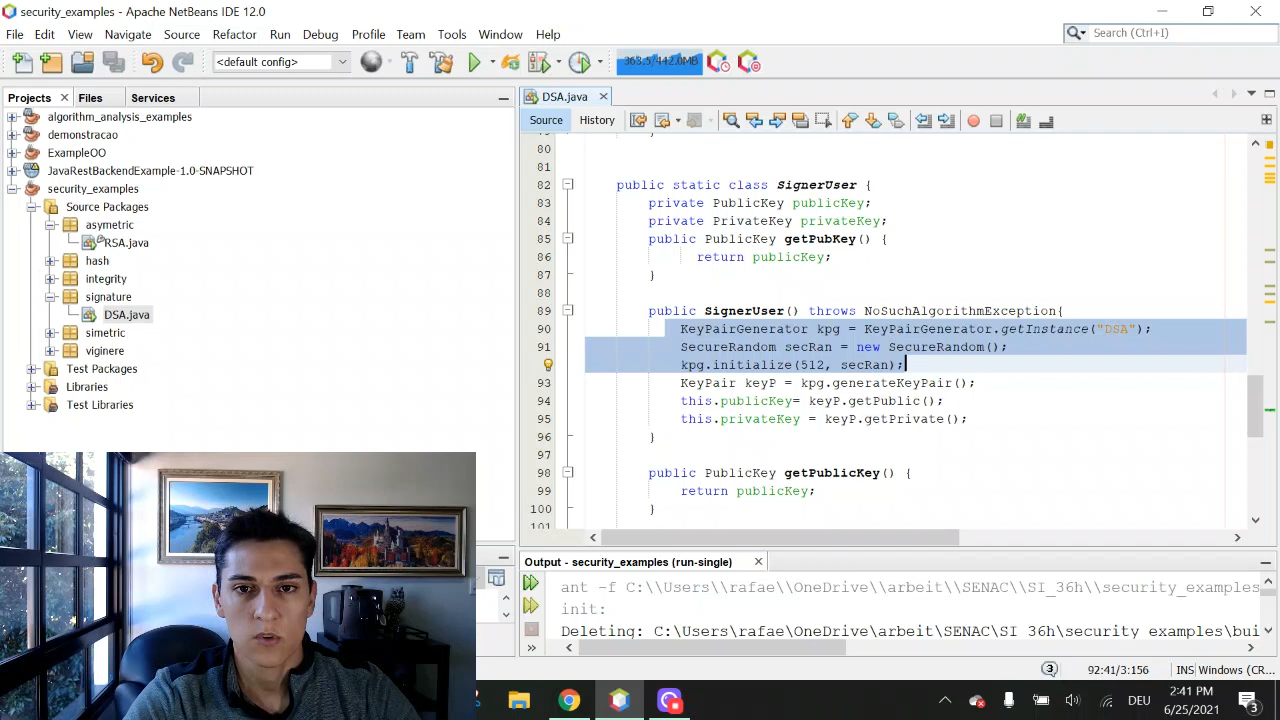 security_examples - Apache NetBeans IDE 12.0
File Edit View Navigate Source Refactor Run Debug Profile Team Tools Window Help
Search (Ctrl+I)
<default config>
363,5/442,0MB
Projects Files Services
DSA.java
Source History
algorithm_analysis_examples
demonstracao
ExampleOO
JavaRestBackendExample-1.0-SNAPSHOT
security_examples
Source Packages
asymetric
RSA.java
hash
integrity
signature
DSA.java
simetric
viginere
Test Packages
Libraries
Test Libraries
80
81
82 public static class SignerUser {
83 private PublicKey publicKey;
84 private PrivateKey privateKey;
85 public PublicKey getPubKey() {
86 return publicKey;
87 }
88
89 public SignerUser() throws NoSuchAlgorithmException{
90 KeyPairGenerator kpg = KeyPairGenerator.getInstance("DSA");
91 SecureRandom secRan = new SecureRandom();
kpg.initialize(512, secRan);
93 KeyPair keyP = kpg.generateKeyPair();
94 this.publicKey= keyP.getPublic();
95 this.privateKey = keyP.getPrivate();
96 }
97
98 public PublicKey getPublicKey() {
99 return publicKey;
100 }
101
Output - security_examples (run-single)
ant -f C:\\Users\\rafae\\OneDrive\\arbeit\\SENAC\\SI_36h\\security_examples
init:
Deleting: C:\Users\rafae\OneDrive\arbeit\SENAC\SI_36h\security_examples\bui
3 92:41/3:156 INS Windows (CR...
DEU
2:41 PM
6/25/2021
3